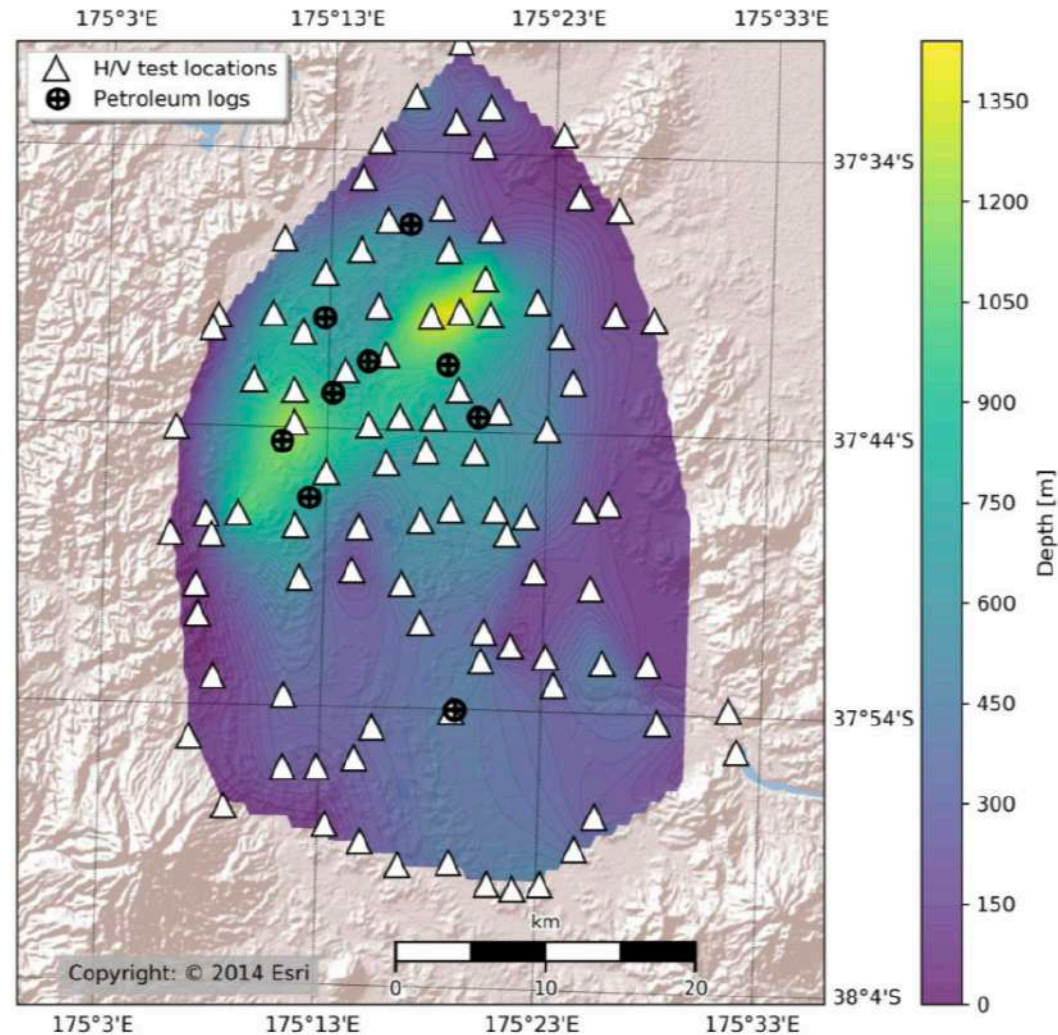 175°3'E 175°13'E 175°23'E 175°33'E
H/V test locations
Petroleum logs
37°34'S
37°44'S
37°54'S
38°4'S
1350
1200
1050
900
750
600
450
300
150
0
Depth [m]
km
0 10 20
Copyright: © 2014 Esri
175°3'E 175°13'E 175°23'E 175°33'E